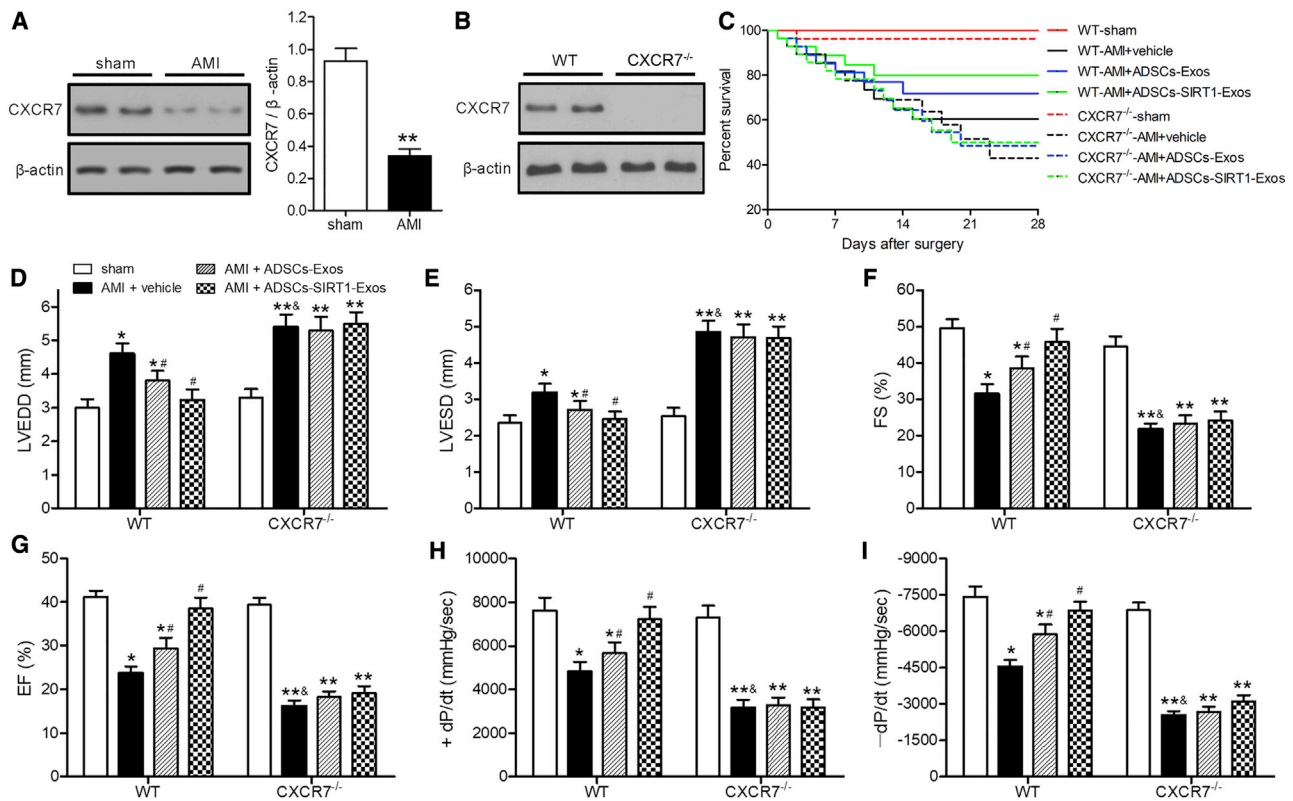 A
sham AMI
CXCR7
β-actin
CXCR7 / β -actin
1.2
1.0
0.8
0.6
0.4
0.2
0.0
**
sham AMI
B
WT CXCR7-/-
CXCR7
β-actin
C
Percent survival
100
80
60
40
20
0 7 14 21 28
Days after surgery
WT-sham
WT-AMI+vehicle
WT-AMI+ADSCs-Exos
WT-AMI+ADSCs-SIRT1-Exos
CXCR7-/--sham
CXCR7-/--AMI+vehicle
CXCR7-/--AMI+ADSCs-Exos
CXCR7-/--AMI+ADSCs-SIRT1-Exos
D
sham AMI + ADSCs-Exos
AMI + vehicle AMI + ADSCs-SIRT1-Exos
LVEDD (mm)
6
5
4
3
2
1
0
* *# # **& ** **
WT CXCR7-/-
E
LVESD (mm)
6
5
4
3
2
1
0
* *# # **& ** **
WT CXCR7-/-
F
FS (%)
60
50
40
30
20
10
0
* *# # **& ** **
WT CXCR7-/-
G
EF (%)
50
40
30
20
10
0
* *# # **& ** **
WT CXCR7-/-
H
+ dP/dt (mmHg/sec)
10000
8000
6000
4000
2000
0
* *# # **& ** **
WT CXCR7-/-
I
—dP/dt (mmHg/sec)
-9000
-7500
-6000
-4500
-3000
-1500
0
* *# # **& ** **
WT CXCR7-/-